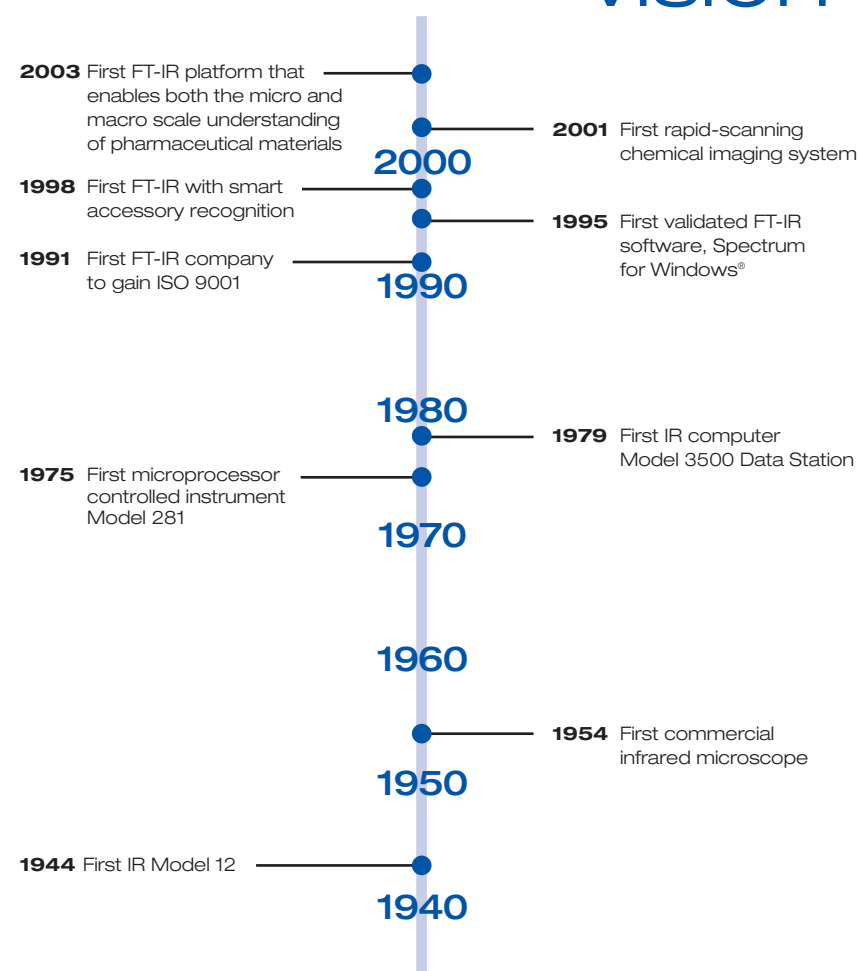 2003 First FT-IR platform that
enables both the micro and
macro scale understanding
of pharmaceutical materials
2001 First rapid-scanning
chemical imaging system
2000
1998 First FT-IR with smart
accessory recognition
1995 First validated FT-IR
software, Spectrum
for Windows®
1991 First FT-IR company
to gain ISO 9001
1990
1980
1979 First IR computer
Model 3500 Data Station
1975 First microprocessor
controlled instrument
Model 281
1970
1960
1954 First commercial
infrared microscope
1950
1944 First IR Model 12
1940